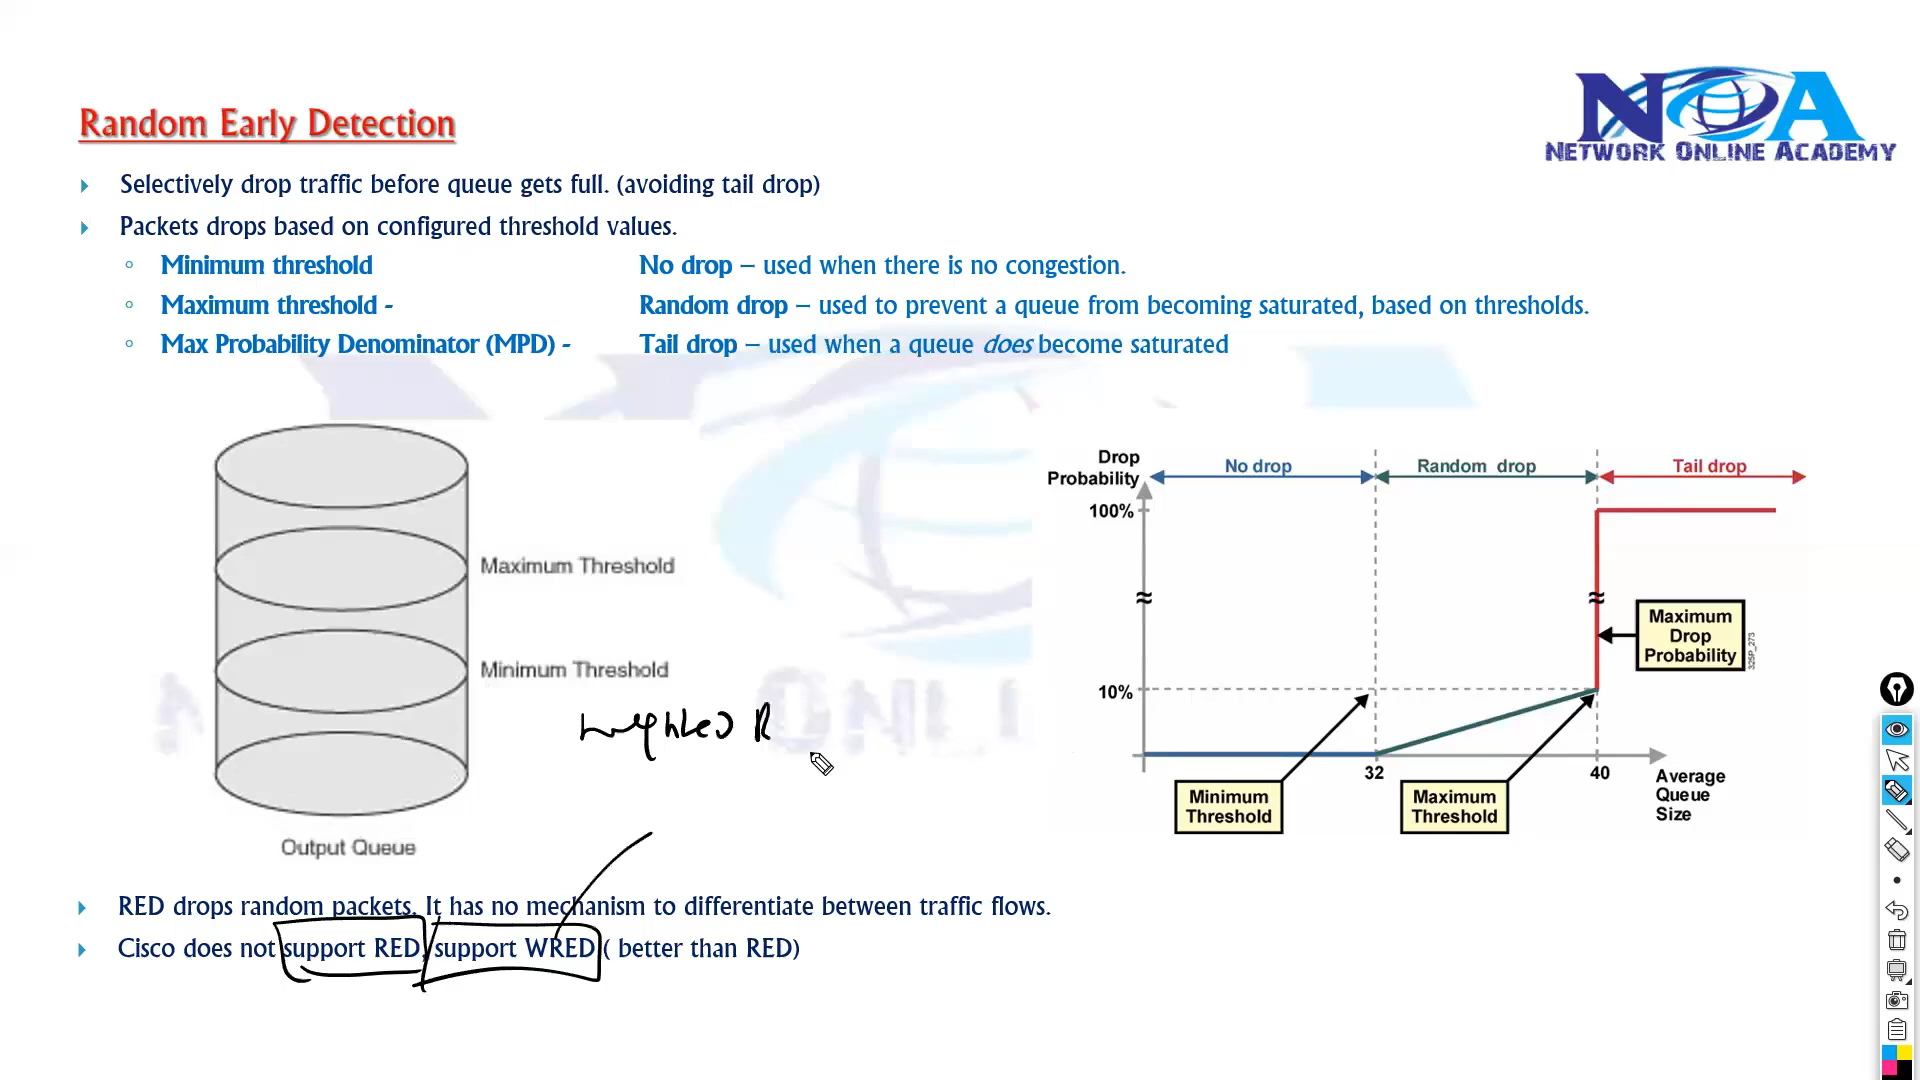 Random Early Detection
NOA
NETWORK ONLINE ACADEMY
Selectively drop traffic before queue gets full. (avoiding tail drop)
Packets drops based on configured threshold values.
Minimum threshold No drop – used when there is no congestion.
Maximum threshold - Random drop – used to prevent a queue from becoming saturated, based on thresholds.
Max Probability Denominator (MPD) - Tail drop – used when a queue does become saturated
Maximum Threshold
Minimum Threshold
Output Queue
R
Drop
Probability
No drop
Random drop
Tail drop
100%
Maximum
Drop
Probability
325P_273
10%
32
40
Average
Queue
Size
Minimum
Threshold
Maximum
Threshold
RED drops random packets. It has no mechanism to differentiate between traffic flows.
Cisco does not support RED, support WRED ( better than RED)